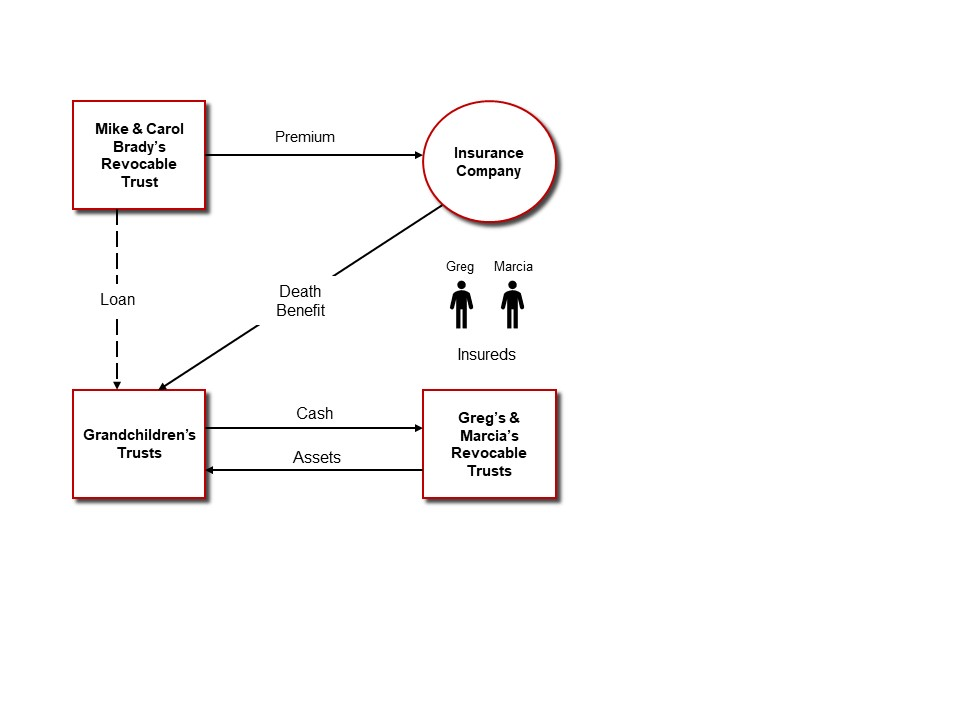 Mike & Carol
Brady’s
Revocable
Trust
Premium
Insurance
Company
Greg
Marcia
Loan
Death
Benefit
Insureds
Grandchildren’s
Trusts
Cash
Assets
Greg’s &
Marcia’s
Revocable
Trusts